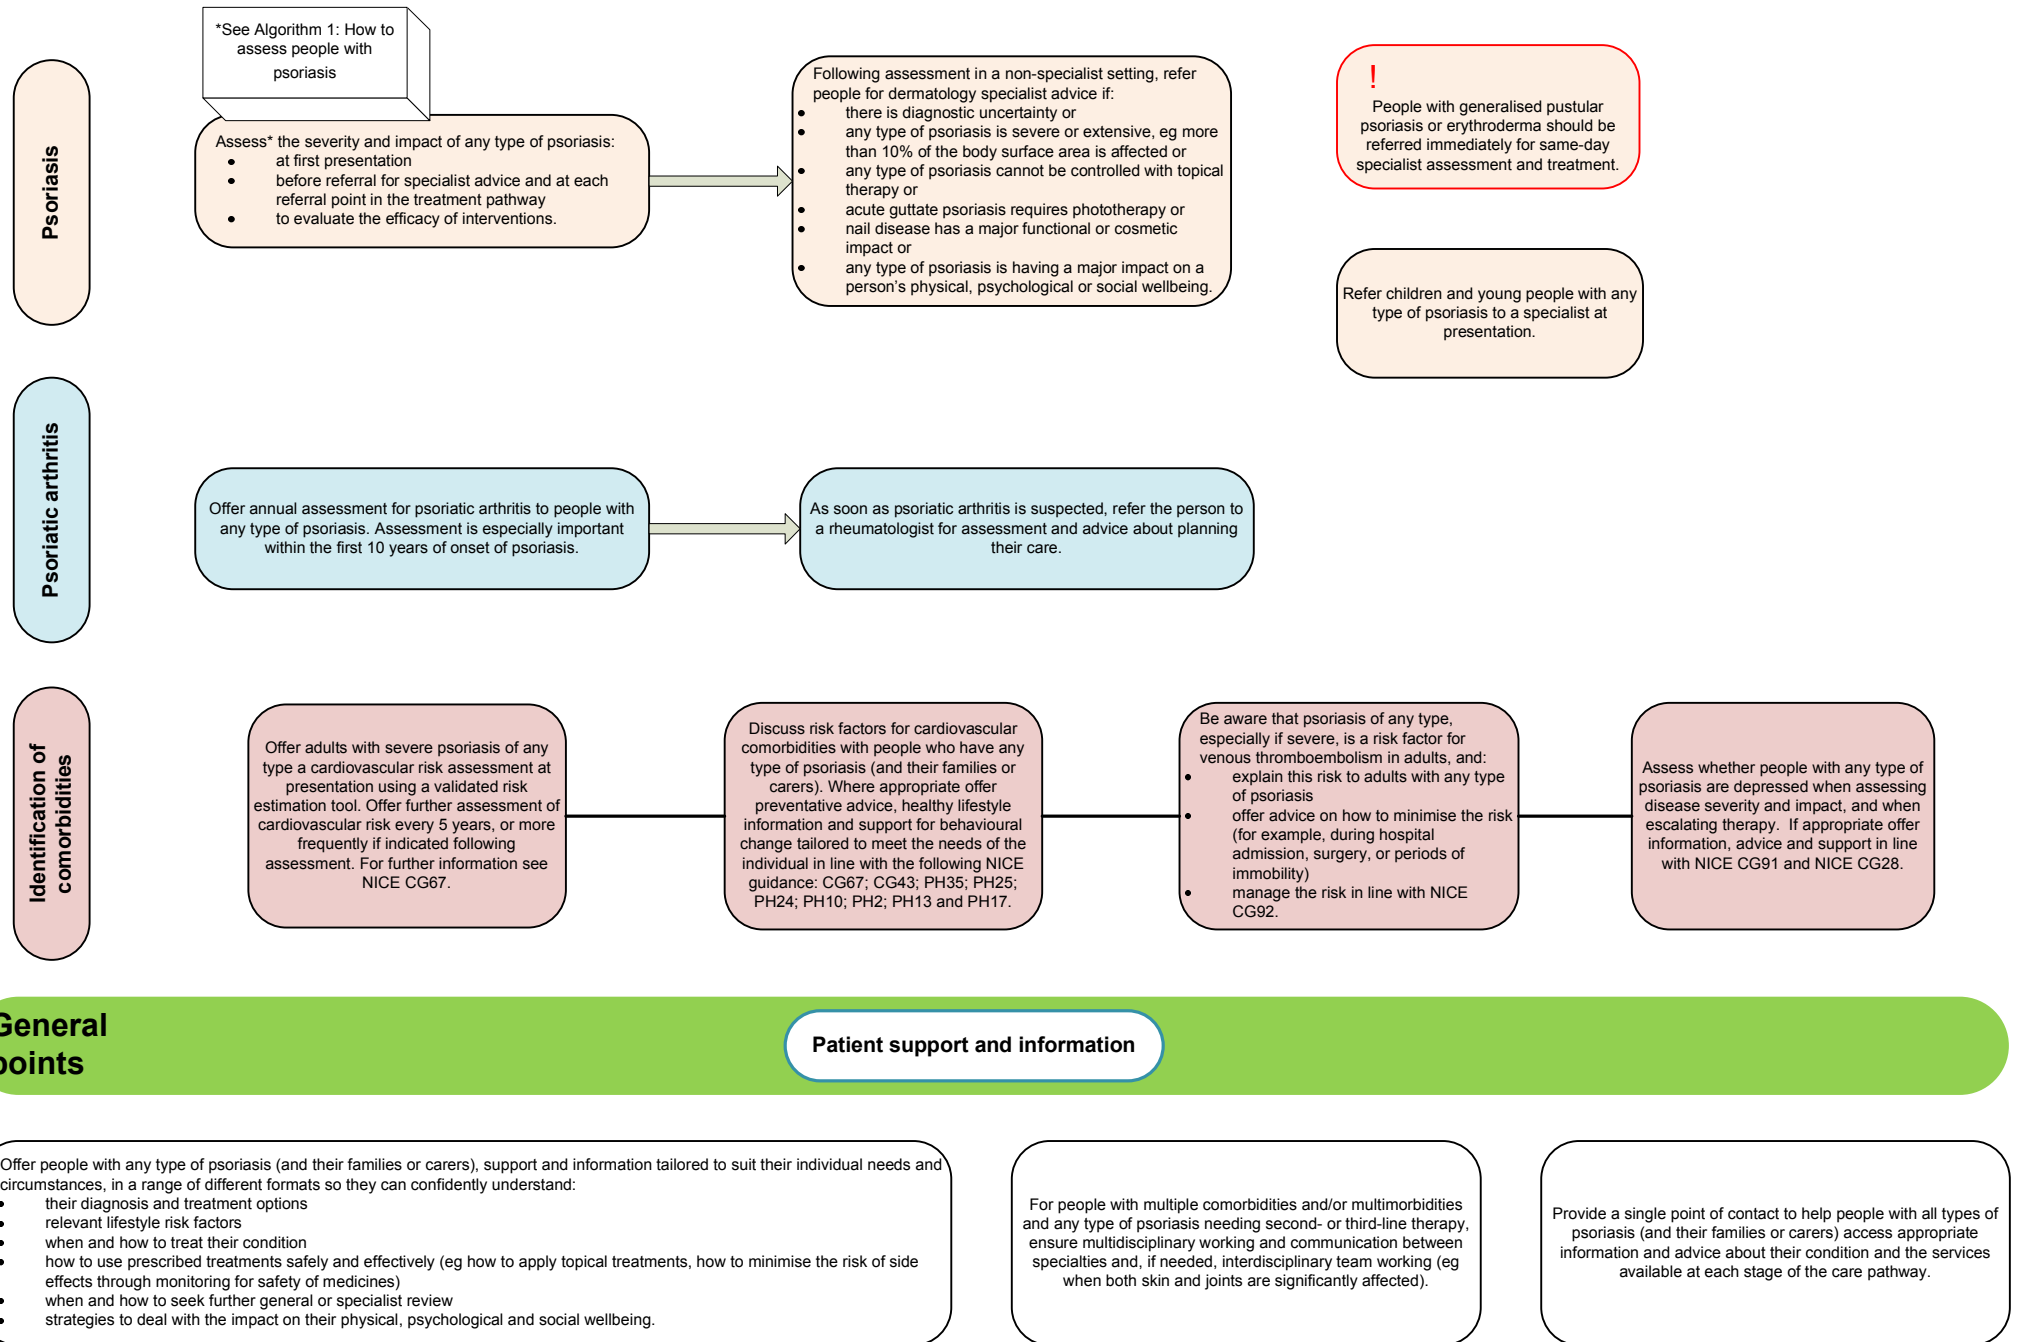 *See Algorithm 1: How to
assess people with
psoriasis
Psoriasis
Assess* the severity and impact of any type of psoriasis:
• at first presentation
• before referral for specialist advice and at each
referral point in the treatment pathway
• to evaluate the efficacy of interventions.
Following assessment in a non-specialist setting, refer
people for dermatology specialist advice if:
• there is diagnostic uncertainty or
• any type of psoriasis is severe or extensive, eg more
than 10% of the body surface area is affected or
• any type of psoriasis cannot be controlled with topical
therapy or
• acute guttate psoriasis requires phototherapy or
• nail disease has a major functional or cosmetic
impact or
• any type of psoriasis is having a major impact on a
person's physical, psychological or social wellbeing.
!
People with generalised pustular
psoriasis or erythroderma should be
referred immediately for same-day
specialist assessment and treatment.
Refer children and young people with any
type of psoriasis to a specialist at
presentation.
Psoriatic arthritis
Offer annual assessment for psoriatic arthritis to people with
any type of psoriasis. Assessment is especially important
within the first 10 years of onset of psoriasis.
As soon as psoriatic arthritis is suspected, refer the person to
a rheumatologist for assessment and advice about planning
their care.
Identification of
comorbidities
Offer adults with severe psoriasis of any
type a cardiovascular risk assessment at
presentation using a validated risk
estimation tool. Offer further assessment of
cardiovascular risk every 5 years, or more
frequently if indicated following
assessment. For further information see
NICE CG67.
Discuss risk factors for cardiovascular
comorbidities with people who have any
type of psoriasis (and their families or
carers). Where appropriate offer
preventative advice, healthy lifestyle
information and support for behavioural
change tailored to meet the needs of the
individual in line with the following NICE
guidance: CG67; CG43; PH35; PH25;
PH24; PH10; PH2; PH13 and PH17.
Be aware that psoriasis of any type,
especially if severe, is a risk factor for
venous thromboembolism in adults, and:
• explain this risk to adults with any type
of psoriasis
• offer advice on how to minimise the risk
(for example, during hospital
admission, surgery, or periods of
immobility)
• manage the risk in line with NICE
CG92.
Assess whether people with any type of
psoriasis are depressed when assessing
disease severity and impact, and when
escalating therapy. If appropriate offer
information, advice and support in line
with NICE CG91 and NICE CG28.
General
points
Patient support and information
Offer people with any type of psoriasis (and their families or carers), support and information tailored to suit their individual needs and
circumstances, in a range of different formats so they can confidently understand:
• their diagnosis and treatment options
• relevant lifestyle risk factors
• when and how to treat their condition
• how to use prescribed treatments safely and effectively (eg how to apply topical treatments, how to minimise the risk of side
effects through monitoring for safety of medicines)
• when and how to seek further general or specialist review
• strategies to deal with the impact on their physical, psychological and social wellbeing.
For people with multiple comorbidities and/or multimorbidities
and any type of psoriasis needing second- or third-line therapy,
ensure multidisciplinary working and communication between
specialties and, if needed, interdisciplinary team working (eg
when both skin and joints are significantly affected).
Provide a single point of contact to help people with all types of
psoriasis (and their families or carers) access appropriate
information and advice about their condition and the services
available at each stage of the care pathway.